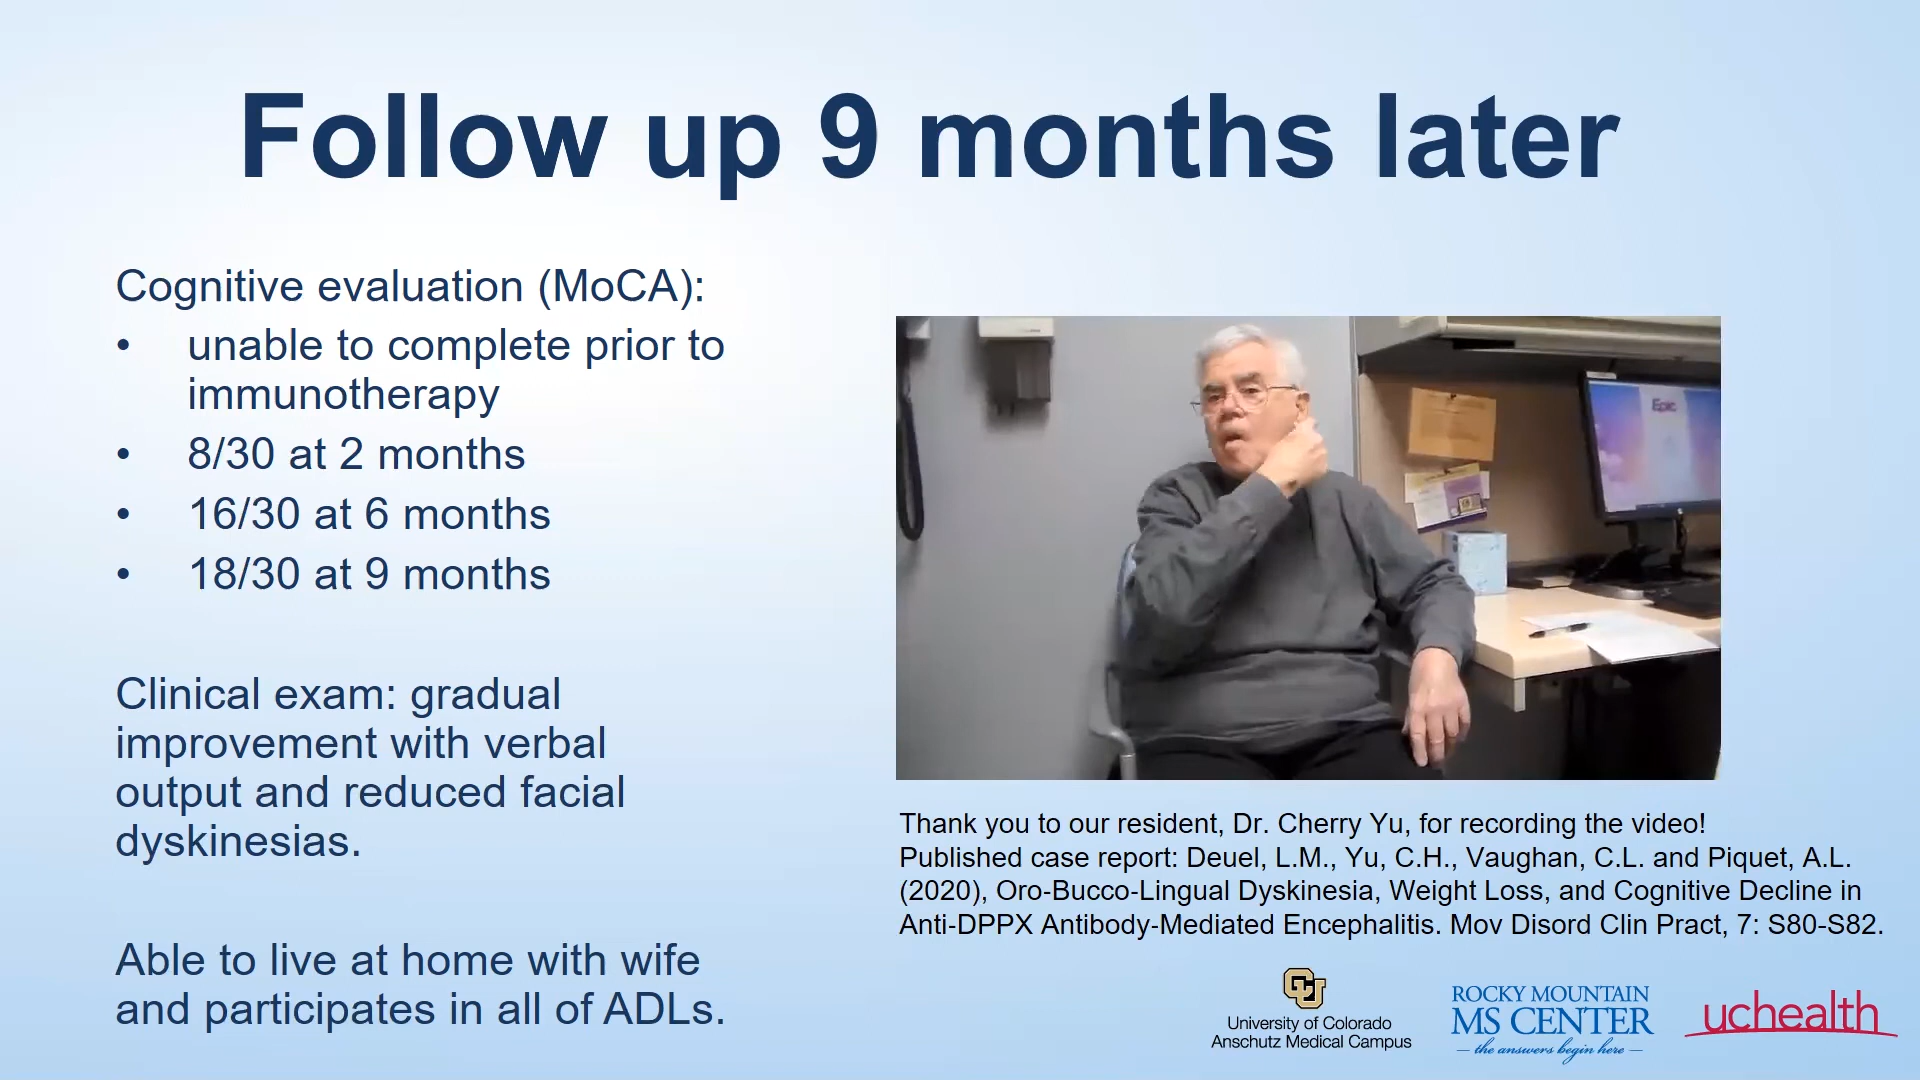 Follow up 9 months later
Cognitive evaluation (MoCA):
• unable to complete prior to
immunotherapy
• 8/30 at 2 months
• 16/30 at 6 months
• 18/30 at 9 months
Clinical exam: gradual
improvement with verbal
output and reduced facial
dyskinesias.
Able to live at home with wife
and participates in all of ADLs.
Epic
Thank you to our resident, Dr. Cherry Yu, for recording the video!
Published case report: Deuel, L.M., Yu, C.H., Vaughan, C.L. and Piquet, A.L.
(2020), Oro-Bucco-Lingual Dyskinesia, Weight Loss, and Cognitive Decline in
Anti-DPPX Antibody-Mediated Encephalitis. Mov Disord Clin Pract, 7: S80-S82.
CU
University of Colorado
Anschutz Medical Campus
ROCKY MOUNTAIN
MS CENTER
— the answers begin here —
uchealth